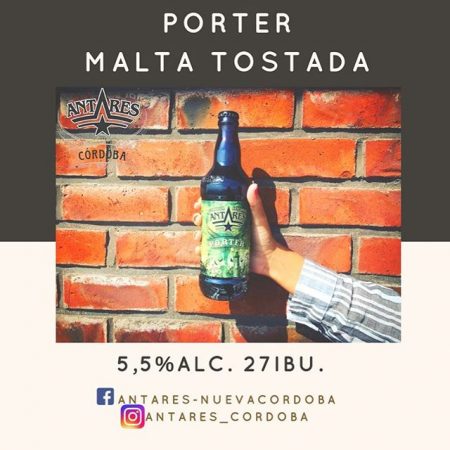 PORTER
MALTA TOSTADA
ANTARES
CÓRDOBA
ANTARES
PORTER
5,5%ALC. 27IBU.
ANTARES-NUEVACORDOBA
ANTARES_CORDOBA